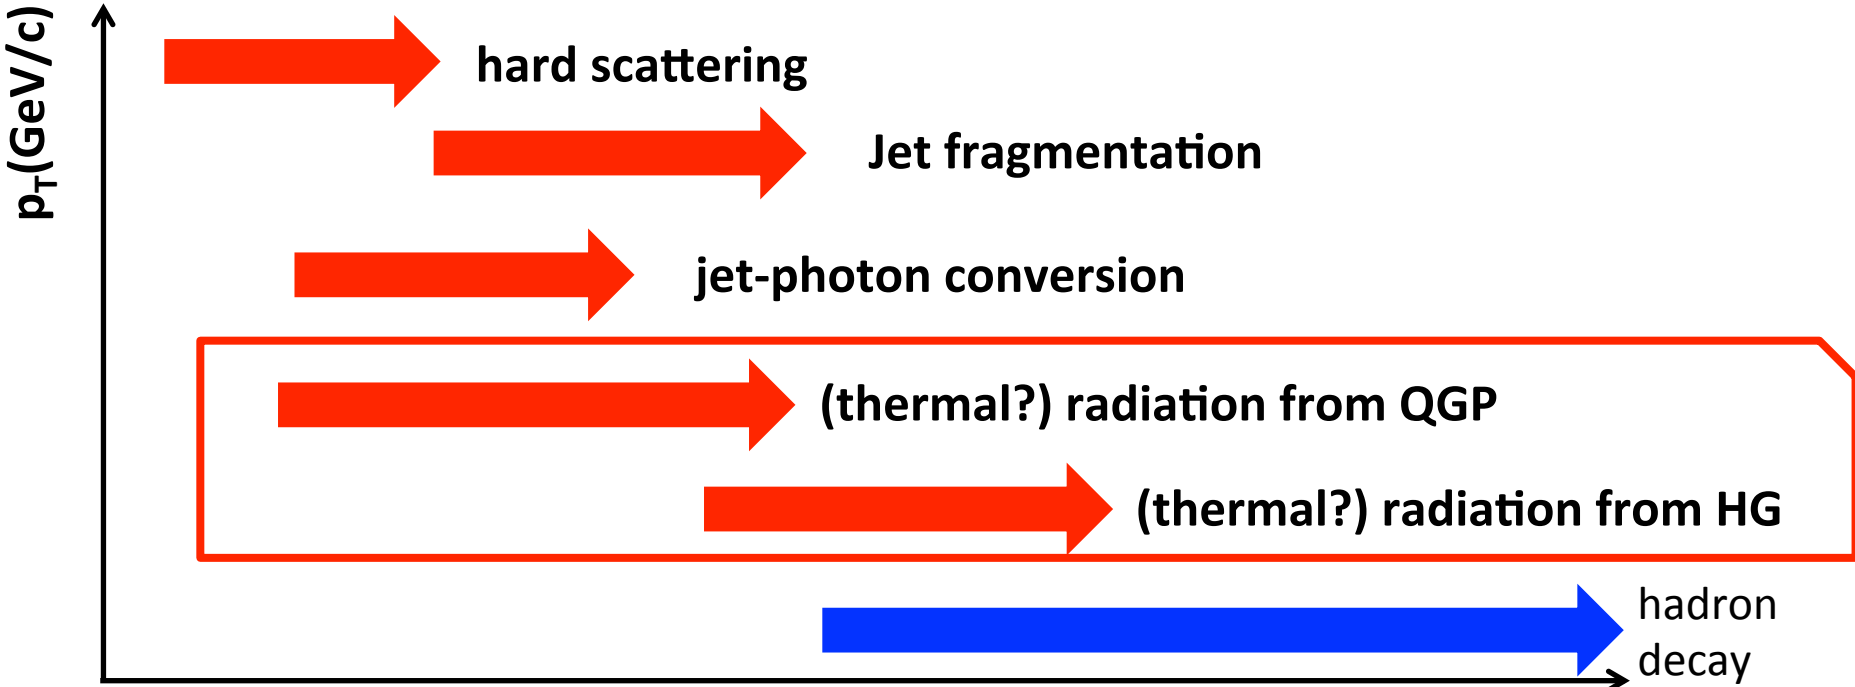 pT(GeV/c)
hard scattering
Jet fragmentation
jet-photon conversion
(thermal?) radiation from QGP
(thermal?) radiation from HG
hadron
decay